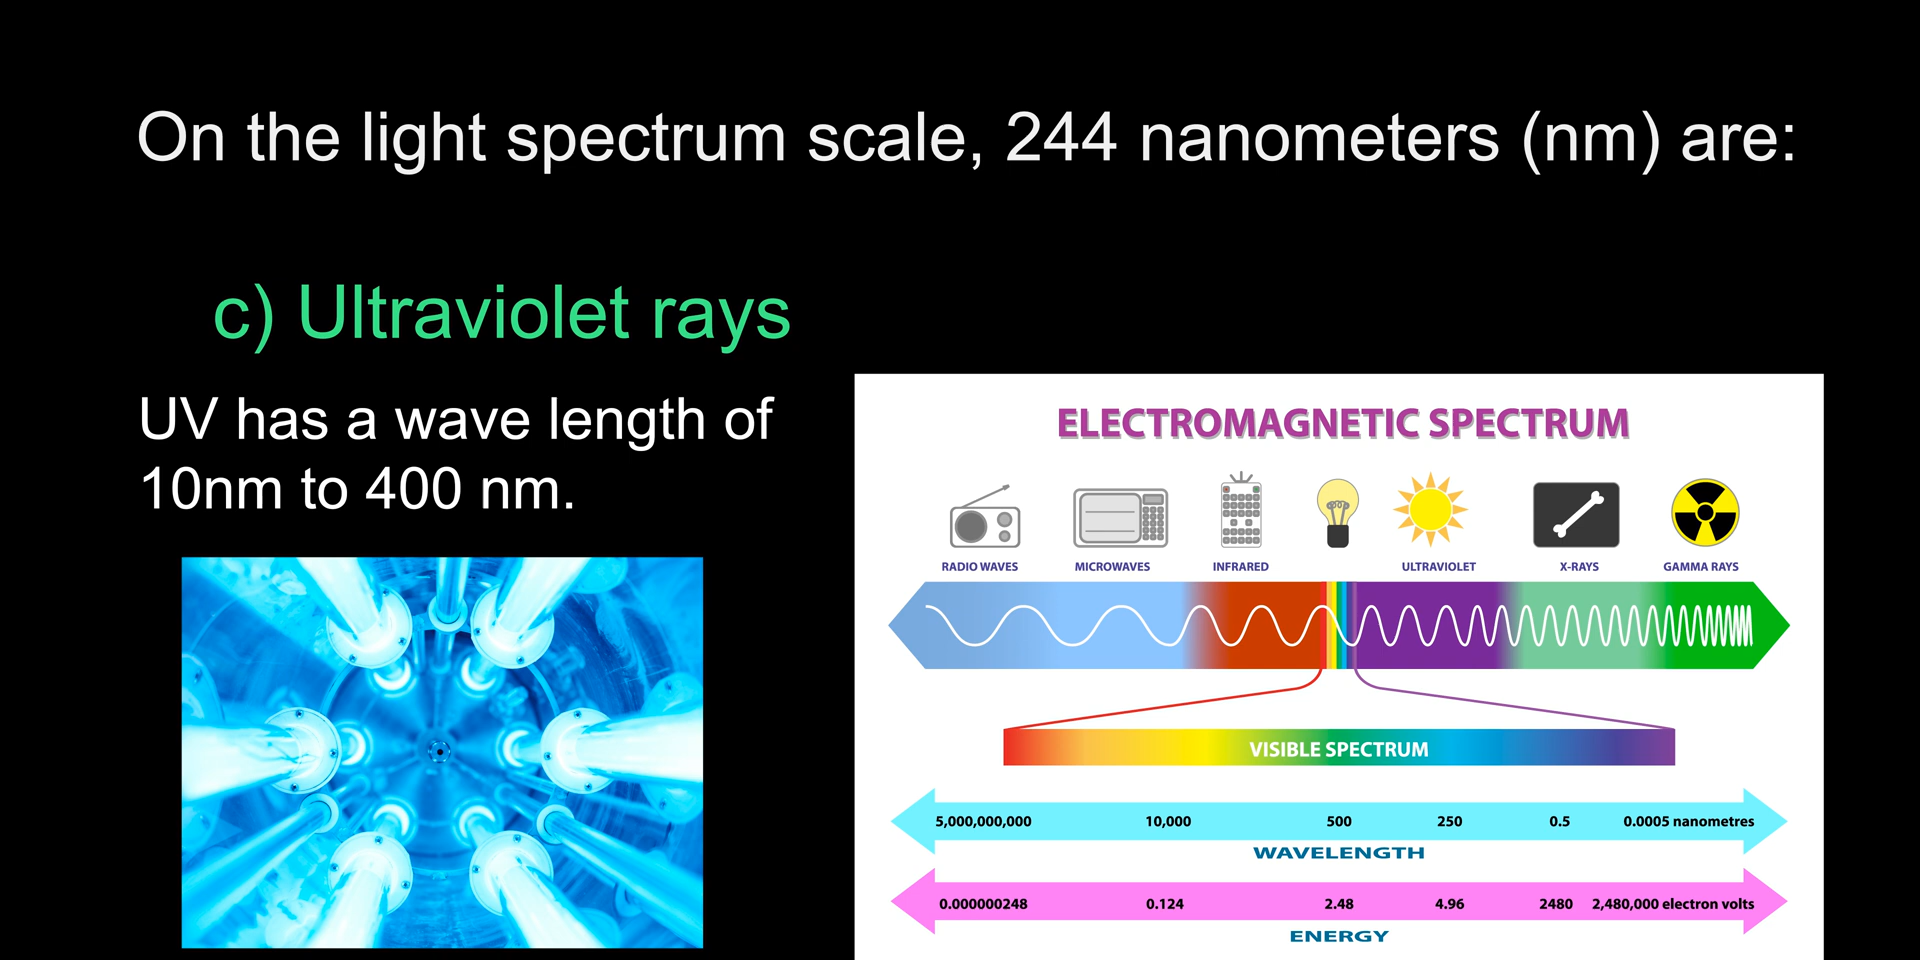 On the light spectrum scale, 244 nanometers (nm) are:
c) Ultraviolet rays
UV has a wave length of
10nm to 400 nm.
ELECTROMAGNETIC SPECTRUM
RADIO WAVES MICROWAVES INFRARED ULTRAVIOLET X-RAYS GAMMA RAYS
VISIBLE SPECTRUM
5,000,000,000 10,000 500 250 0.5 0.0005 nanometres
WAVELENGTH
0.000000248 0.124 2.48 4.96 2480 2,480,000 electron volts
ENERGY